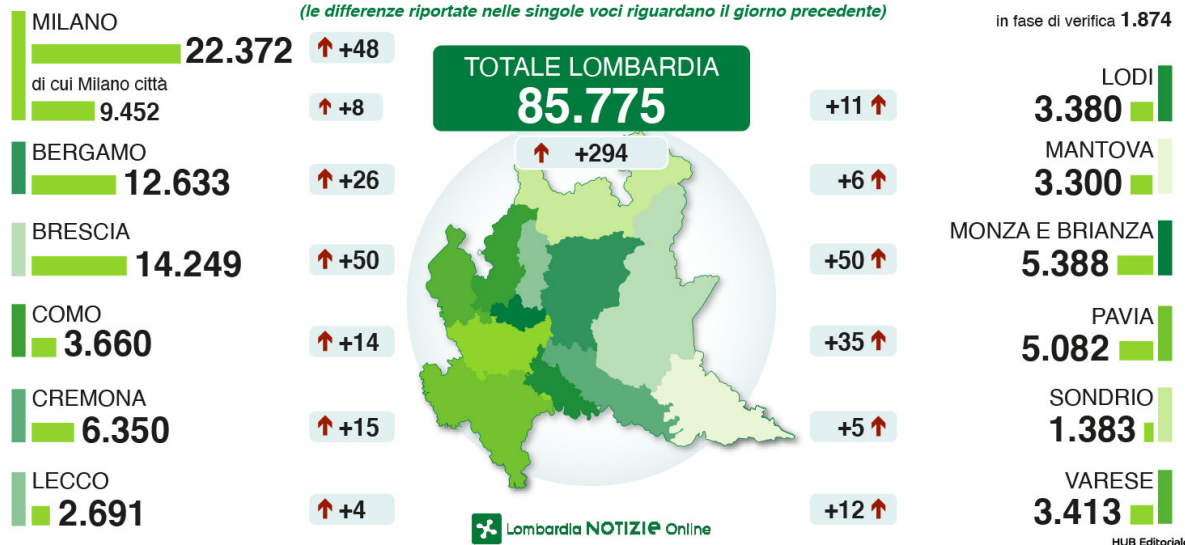 (le differenze riportate nelle singole voci riguardano il giorno precedente)
in fase di verifica 1.874
MILANO
22.372
+48
di cui Milano città
9.452
+8
BERGAMO
12.633
+26
BRESCIA
14.249
+50
COMO
3.660
+14
CREMONA
6.350
+15
LECCO
2.691
+4
TOTALE LOMBARDIA
85.775
+294
LODI
+11
3.380
MANTOVA
+6
3.300
MONZA E BRIANZA
+50
5.388
PAVIA
+35
5.082
SONDRIO
+5
1.383
VARESE
+12
3.413
Lombardia NOTIZIE Online
HUB Editoriale